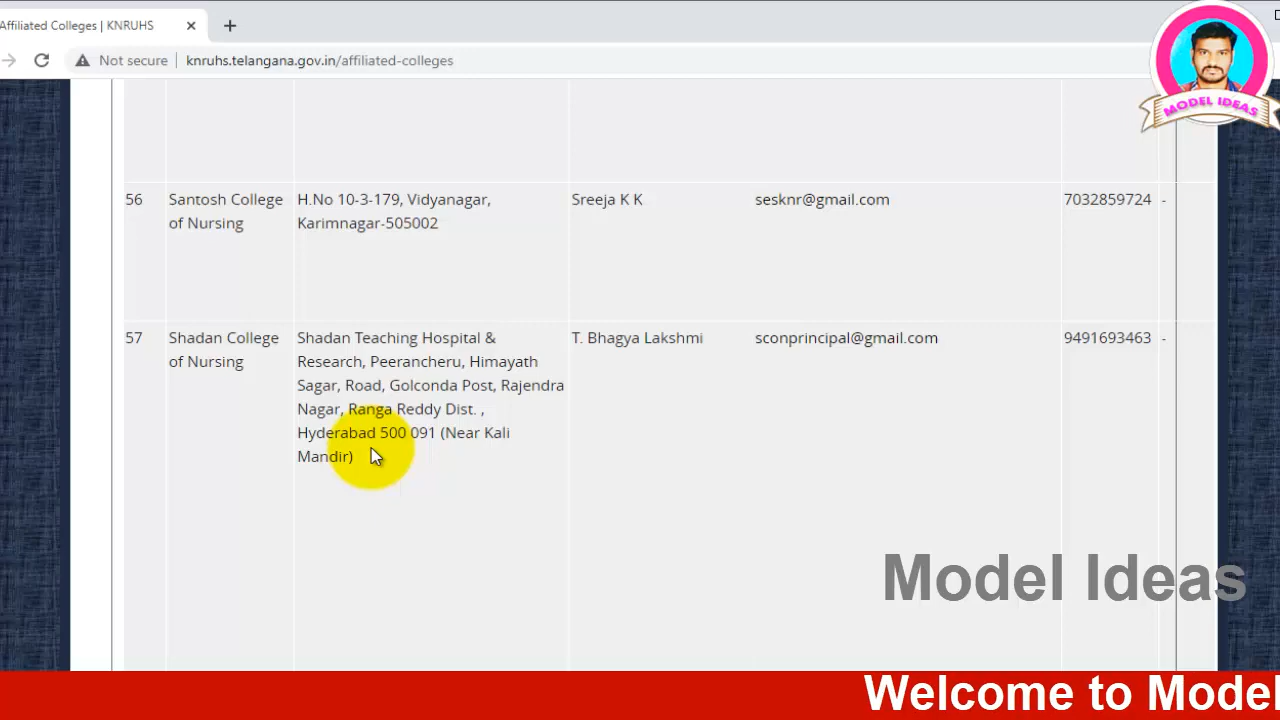 Affiliated Colleges | KNRUHS
Not secure
knruhs.telangana.gov.in/affiliated-colleges
MODEL IDEAS
56 Santosh College H.No 10-3-179, Vidyanagar, Sreeja K K sesknr@gmail.com 7032859724 -
of Nursing Karimnagar-505002
57 Shadan College Shadan Teaching Hospital & T. Bhagya Lakshmi sconprincipal@gmail.com 9491693463 -
of Nursing Research, Peerancheru, Himayath
Sagar, Road, Golconda Post, Rajendra
Nagar, Ranga Reddy Dist. ,
Hyderabad 500 091 (Near Kali
Mandir)
Model Ideas
Welcome to Model